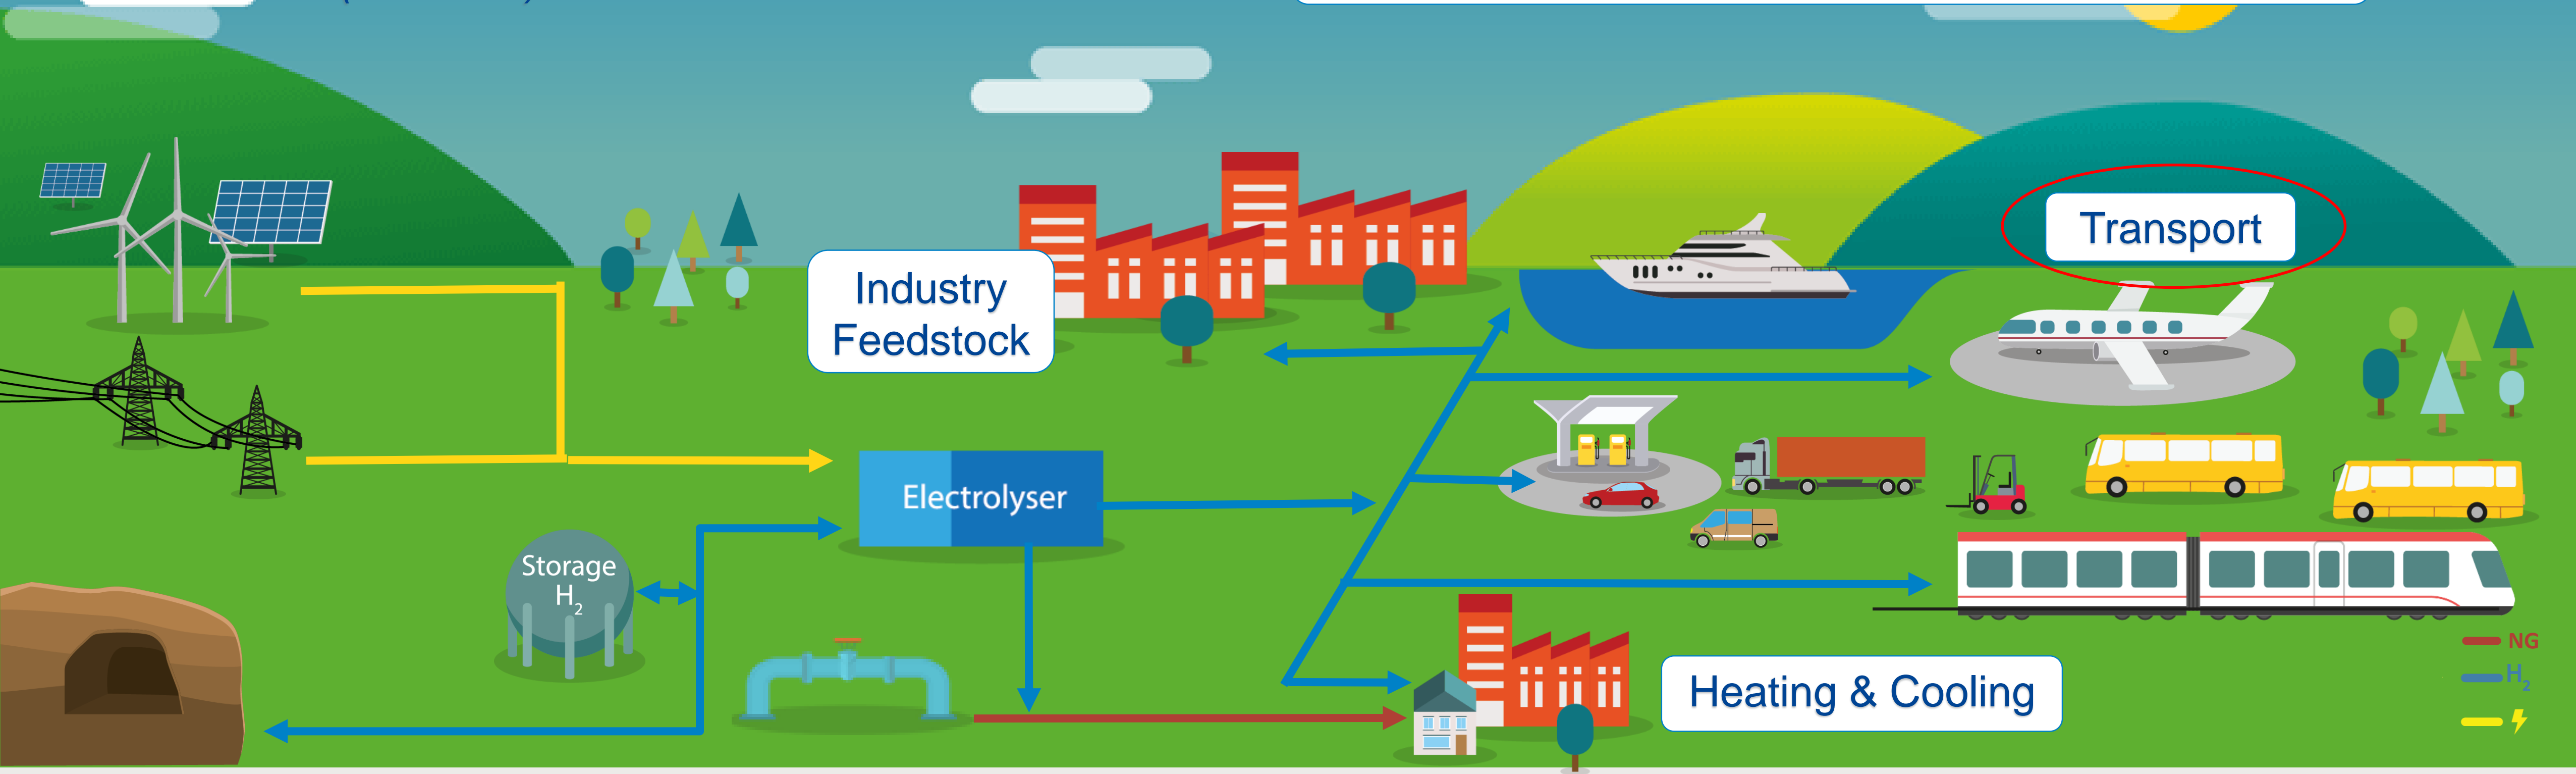 Transport
Industry
Feedstock
Electrolyser
Storage
H₂
Heating & Cooling
NG
H₂